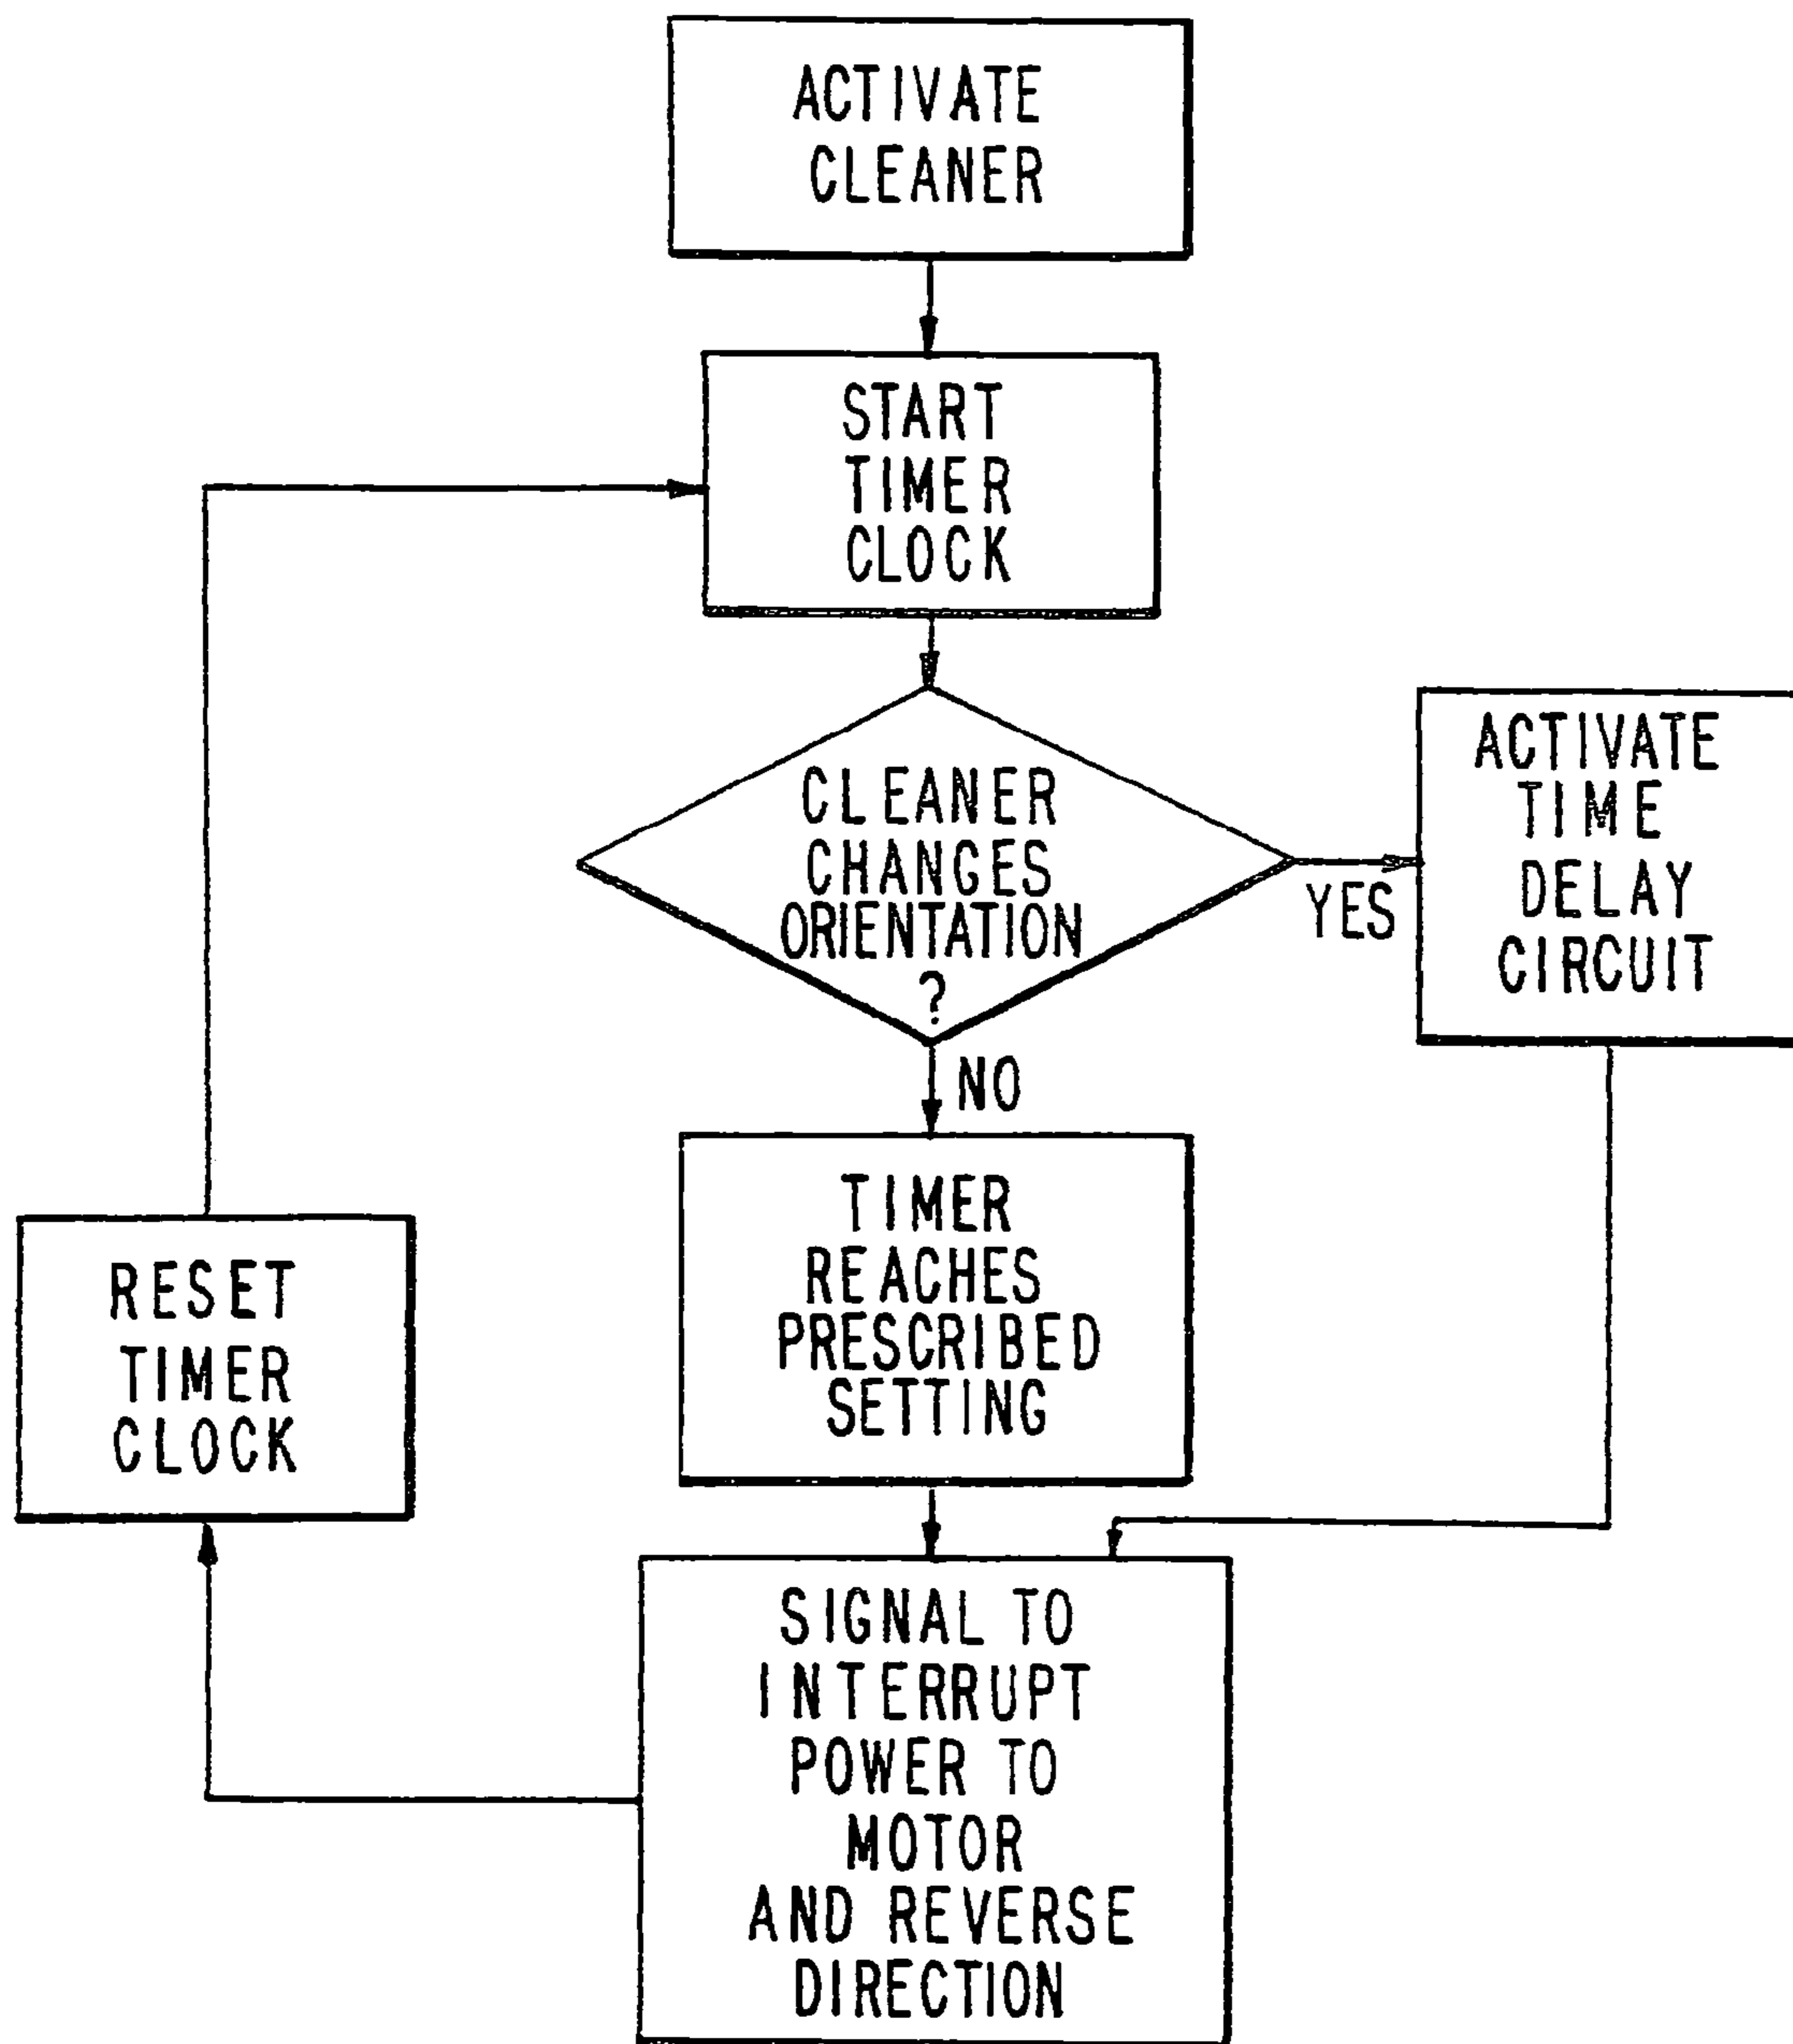 ACTIVATE
CLEANER
START
TIMER
CLOCK
CLEANER
CHANGES
ORIENTATION
?
YES
ACTIVATE
TIME
DELAY
CIRCUIT
NO
TIMER
REACHES
PRESCRIBED
SETTING
RESET
TIMER
CLOCK
SIGNAL TO
INTERRUPT
POWER TO
MOTOR
AND REVERSE
DIRECTION